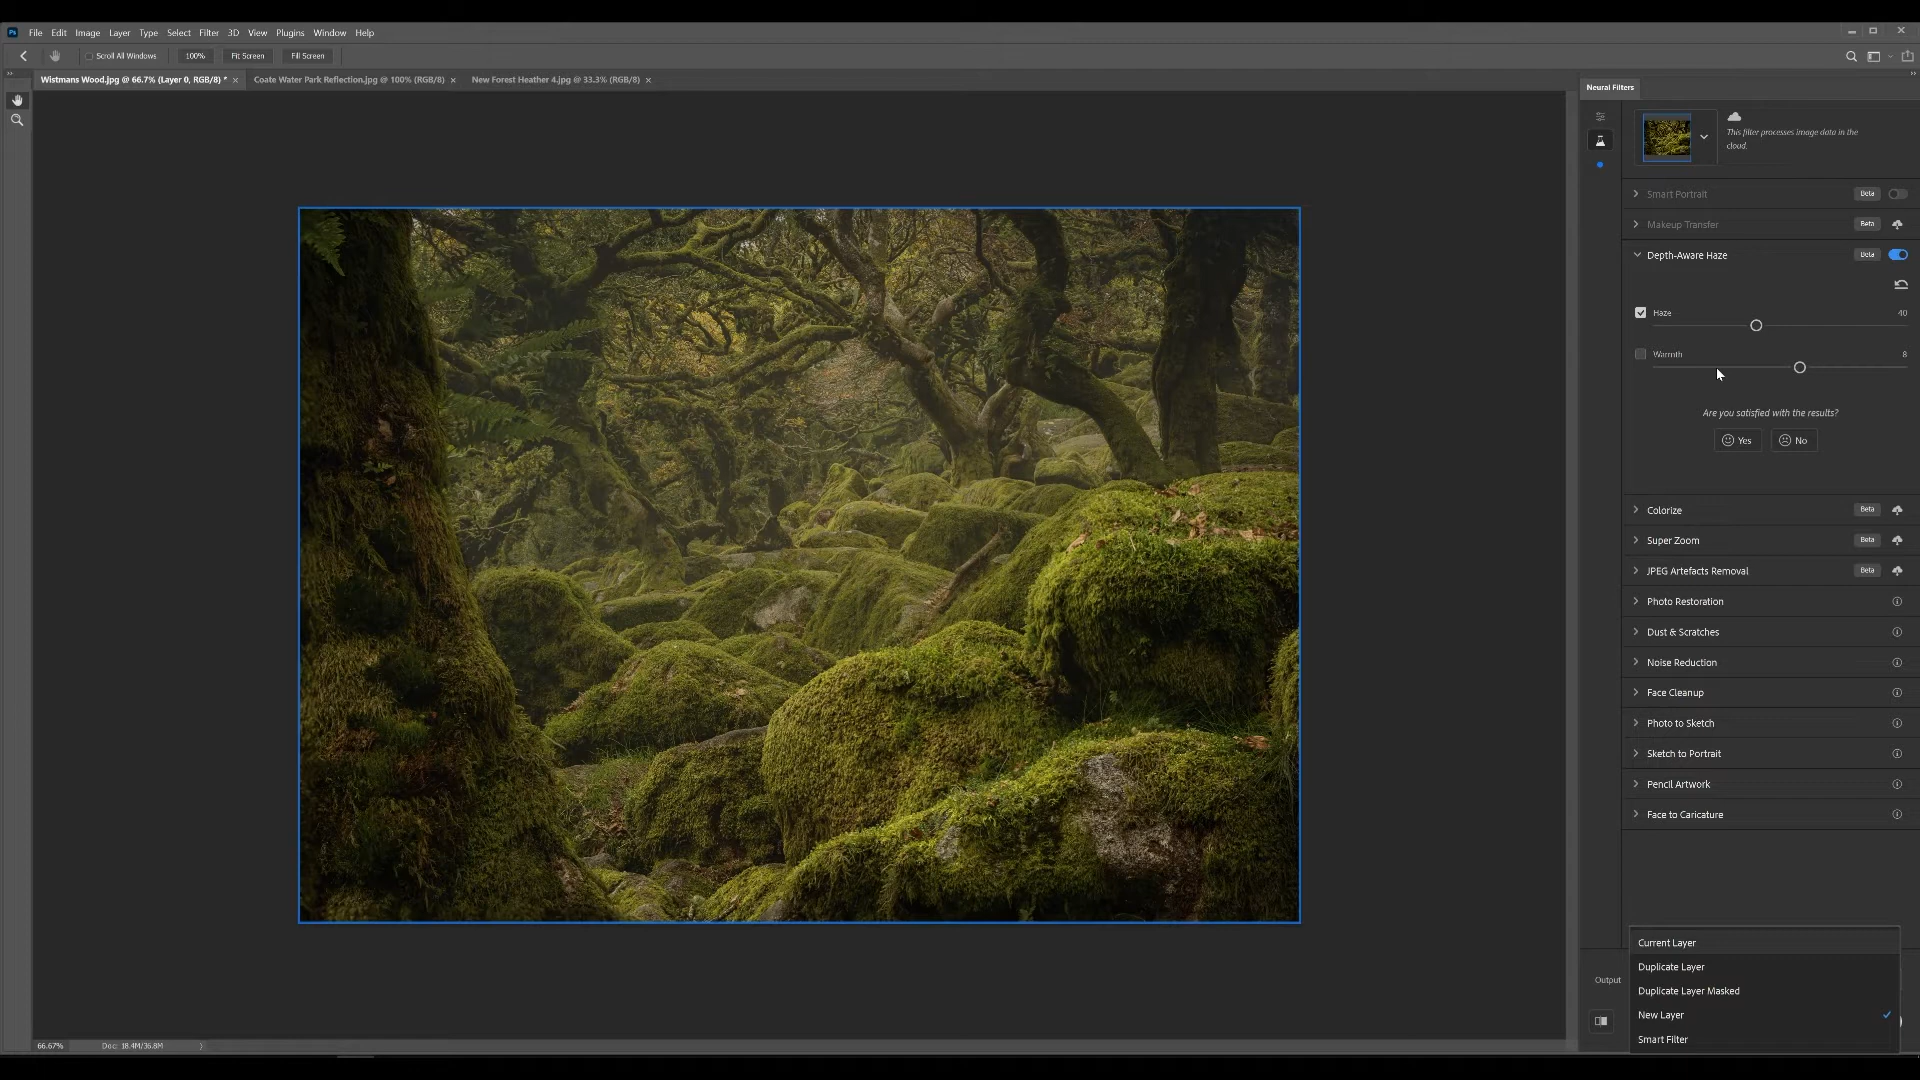 Ps File Edit Image Layer Type Select Filter 3D View Plugins Window Help
Scroll All Windows 100% Fit Screen Fill Screen
Wistmans Wood.jpg @ 66.7% (Layer 0, RGB/8) * × Coate Water Park Reflection.jpg @ 100% (RGB/8) × New Forest Heather 4.jpg @ 33.3% (RGB/8) ×
Neural Filters
This filter processes image data in the
cloud.
Smart Portrait Beta
Makeup Transfer Beta
Depth-Aware Haze Beta
Haze 40
Warmth 8
Are you satisfied with the results?
Yes No
Colorize Beta
Super Zoom Beta
JPEG Artefacts Removal Beta
Photo Restoration
Dust & Scratches
Noise Reduction
Face Cleanup
Photo to Sketch
Sketch to Portrait
Pencil Artwork
Face to Caricature
Current Layer
Duplicate Layer
Output
Duplicate Layer Masked
New Layer
Smart Filter
66.67% Doc: 18.4M/36.8M